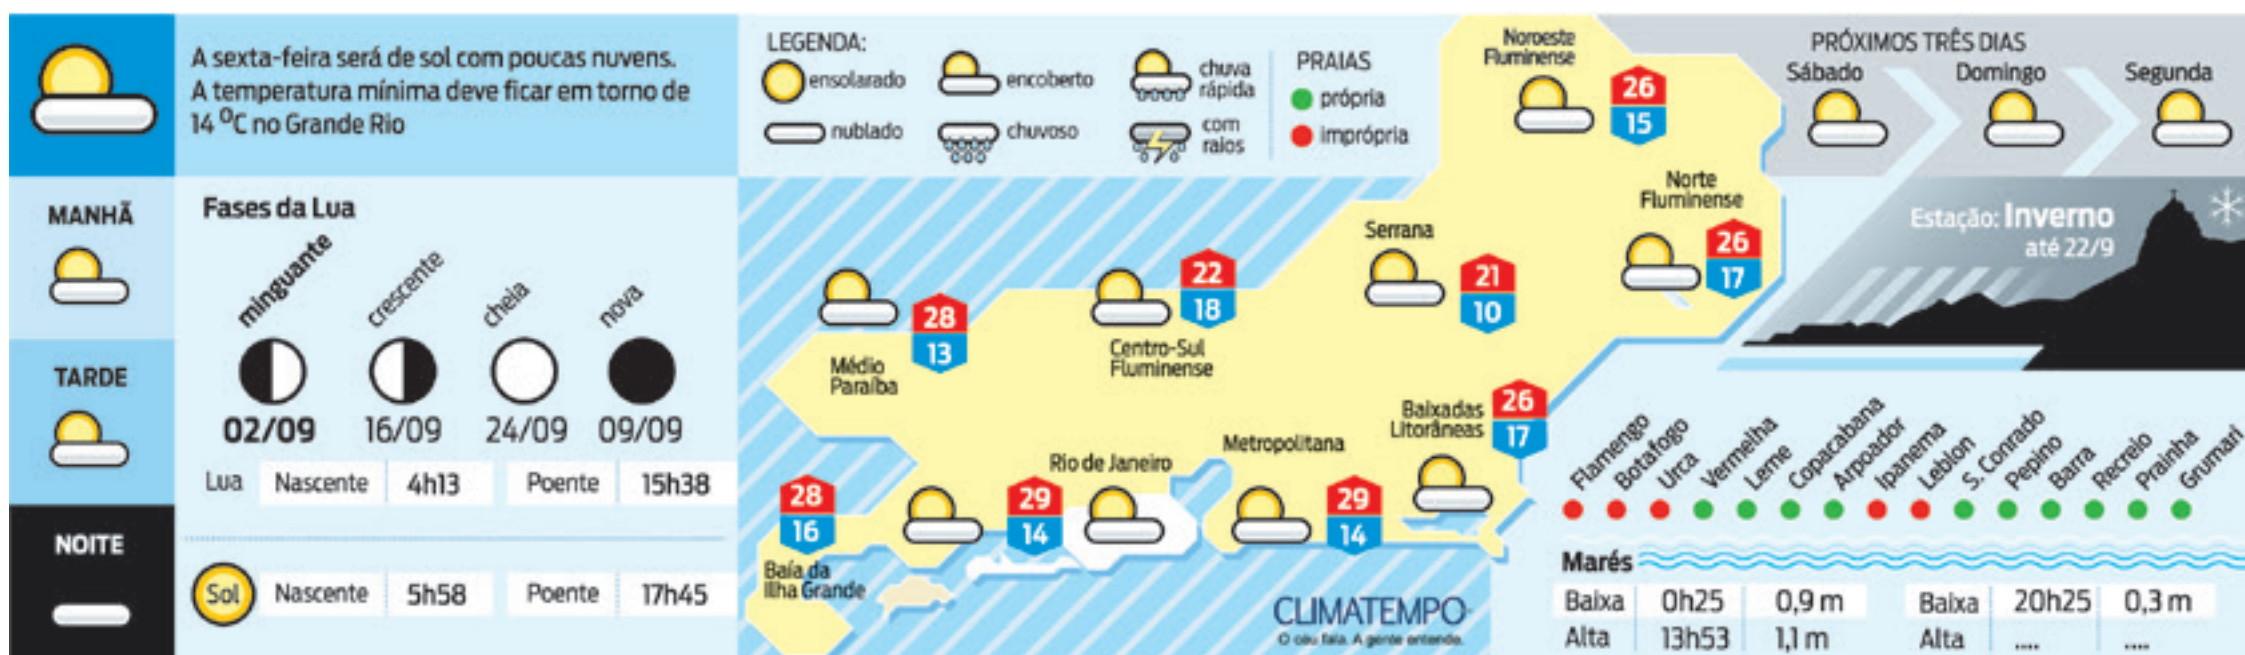 A sexta-feira será de sol com poucas nuvens.
A temperatura mínima deve ficar em torno de
14 ⁰C no Grande Rio
MANHÃ
TARDE
NOITE
Fases da Lua
minguante
crescente
cheia
nova
02/09
16/09
24/09
09/09
Lua Nascente 4h13 Poente 15h38
Sol Nascente 5h58 Poente 17h45
LEGENDA:
ensolarado
encoberto
chuva
rápida
nublado
chuvoso
com
raios
PRAIAS
própria
imprópria
Noroeste
Fluminense
26
15
Norte
Fluminense
26
17
Serrana
21
10
22
18
Centro-Sul
Fluminense
28
13
Médio
Paraíba
Baixadas
Litorâneas
26
17
Metropolitana
29
14
Rio de Janeiro
29
14
28
16
Baía da
Ilha Grande
CLIMATEMPO
O céu fala. A gente entende.
PRÓXIMOS TRÊS DIAS
Sábado
Domingo
Segunda
Estação: Inverno
até 22/9
Flamengo
Botafogo
Urca
Vermelha
Leme
Copacabana
Arpoador
Ipanema
Leblon
S. Conrado
Pepino
Barra
Recreio
Prainha
Grumari
Marés
Baixa 0h25 0,9 m Baixa 20h25 0,3 m
Alta 13h53 1,1 m Alta .... ....